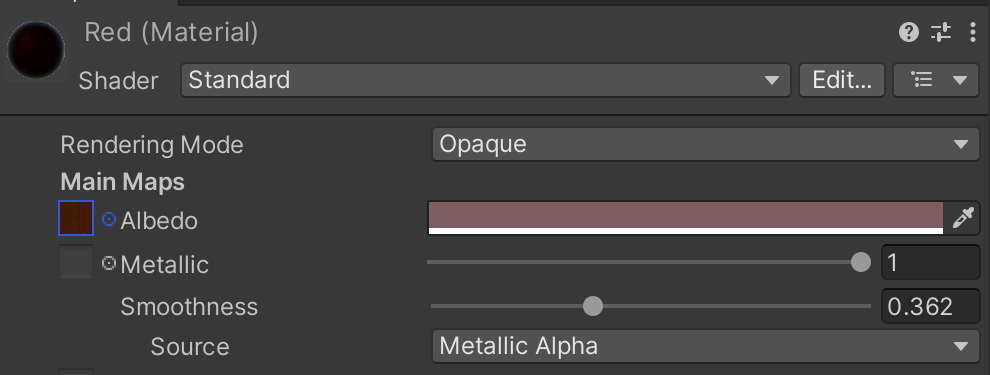 Red (Material)
Shader Standard Edit...
Rendering Mode Opaque
Main Maps
Albedo
Metallic 1
Smoothness 0.362
Source Metallic Alpha